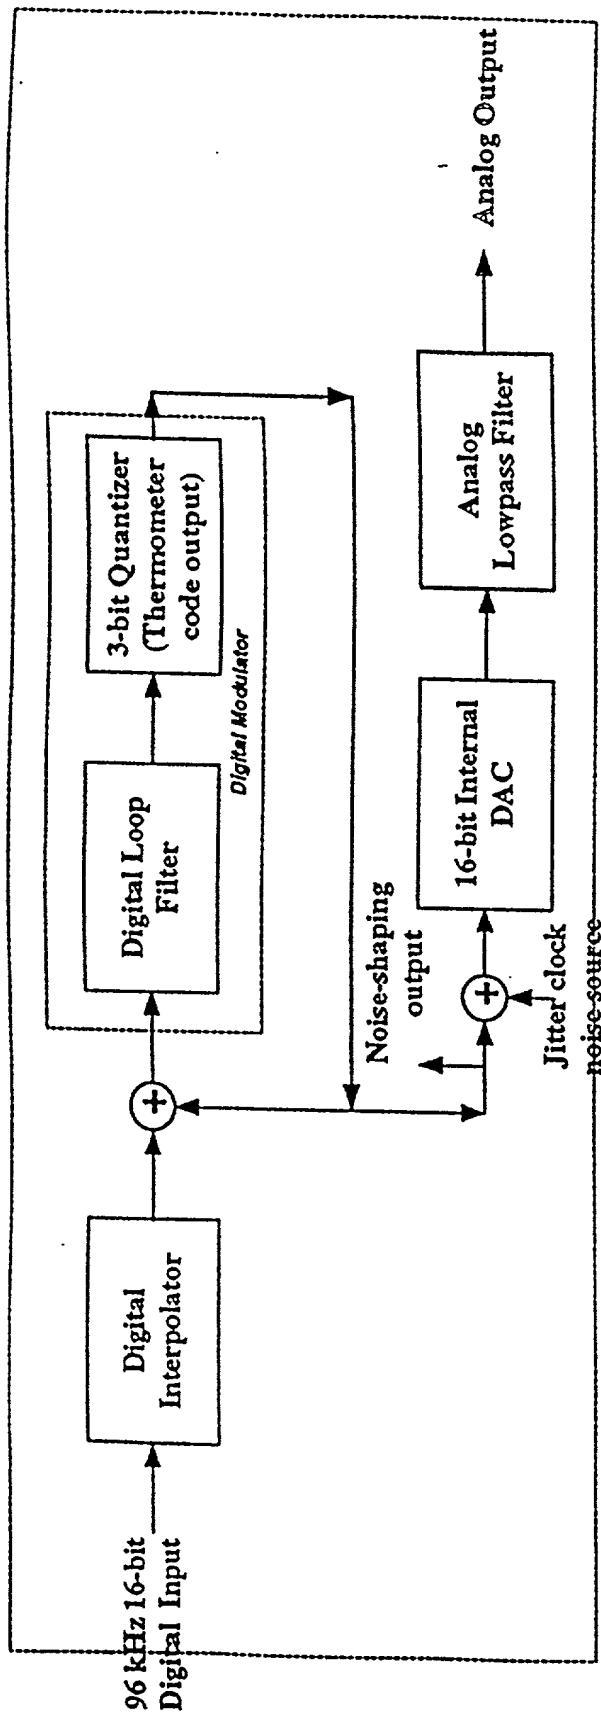 96 kHz 16-bit
Digital Input
Digital
Interpolator
+
Digital Loop
Filter
3-bit Quantizer
(Thermometer
code output)
Digital Modulator
Noise-shaping
output
+
Jitter clock
noise source
16-bit Internal
DAC
Analog
Lowpass Filter
Analog Output